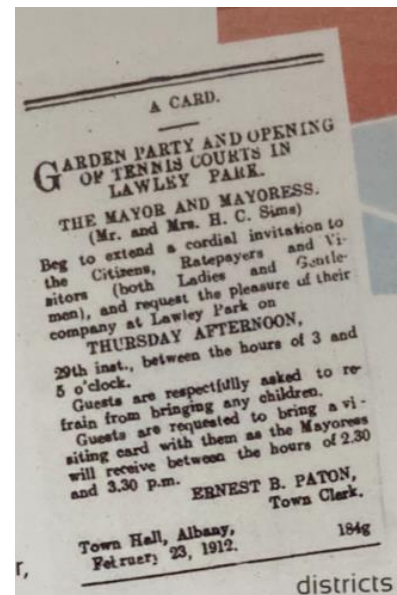 A CARD.
GARDEN PARTY AND OPENING
OF TENNIS COURTS IN
LAWLEY PARK.
THE MAYOR AND MAYORESS.
(Mr. and Mrs. H. C. Sims)
Beg to extend a cordial invitation to
the Citizens, Ratepayers and Vi-
sitors (both Ladies and Gentle-
men), and request the pleasure of their
company at Lawley Park on
THURSDAY AFTERNOON,
29th inst., between the hours of 3 and
5 o'clock.
Guests are respectfully asked to re-
frain from bringing any children.
Guests are requested to bring a vi-
siting card with them as the Mayoress
will receive between the hours of 2.30
and 3.30 p.m.
ERNEST B. PATON,
Town Clerk.
Town Hall, Albany,
February 23, 1912. 184g
r,
districts